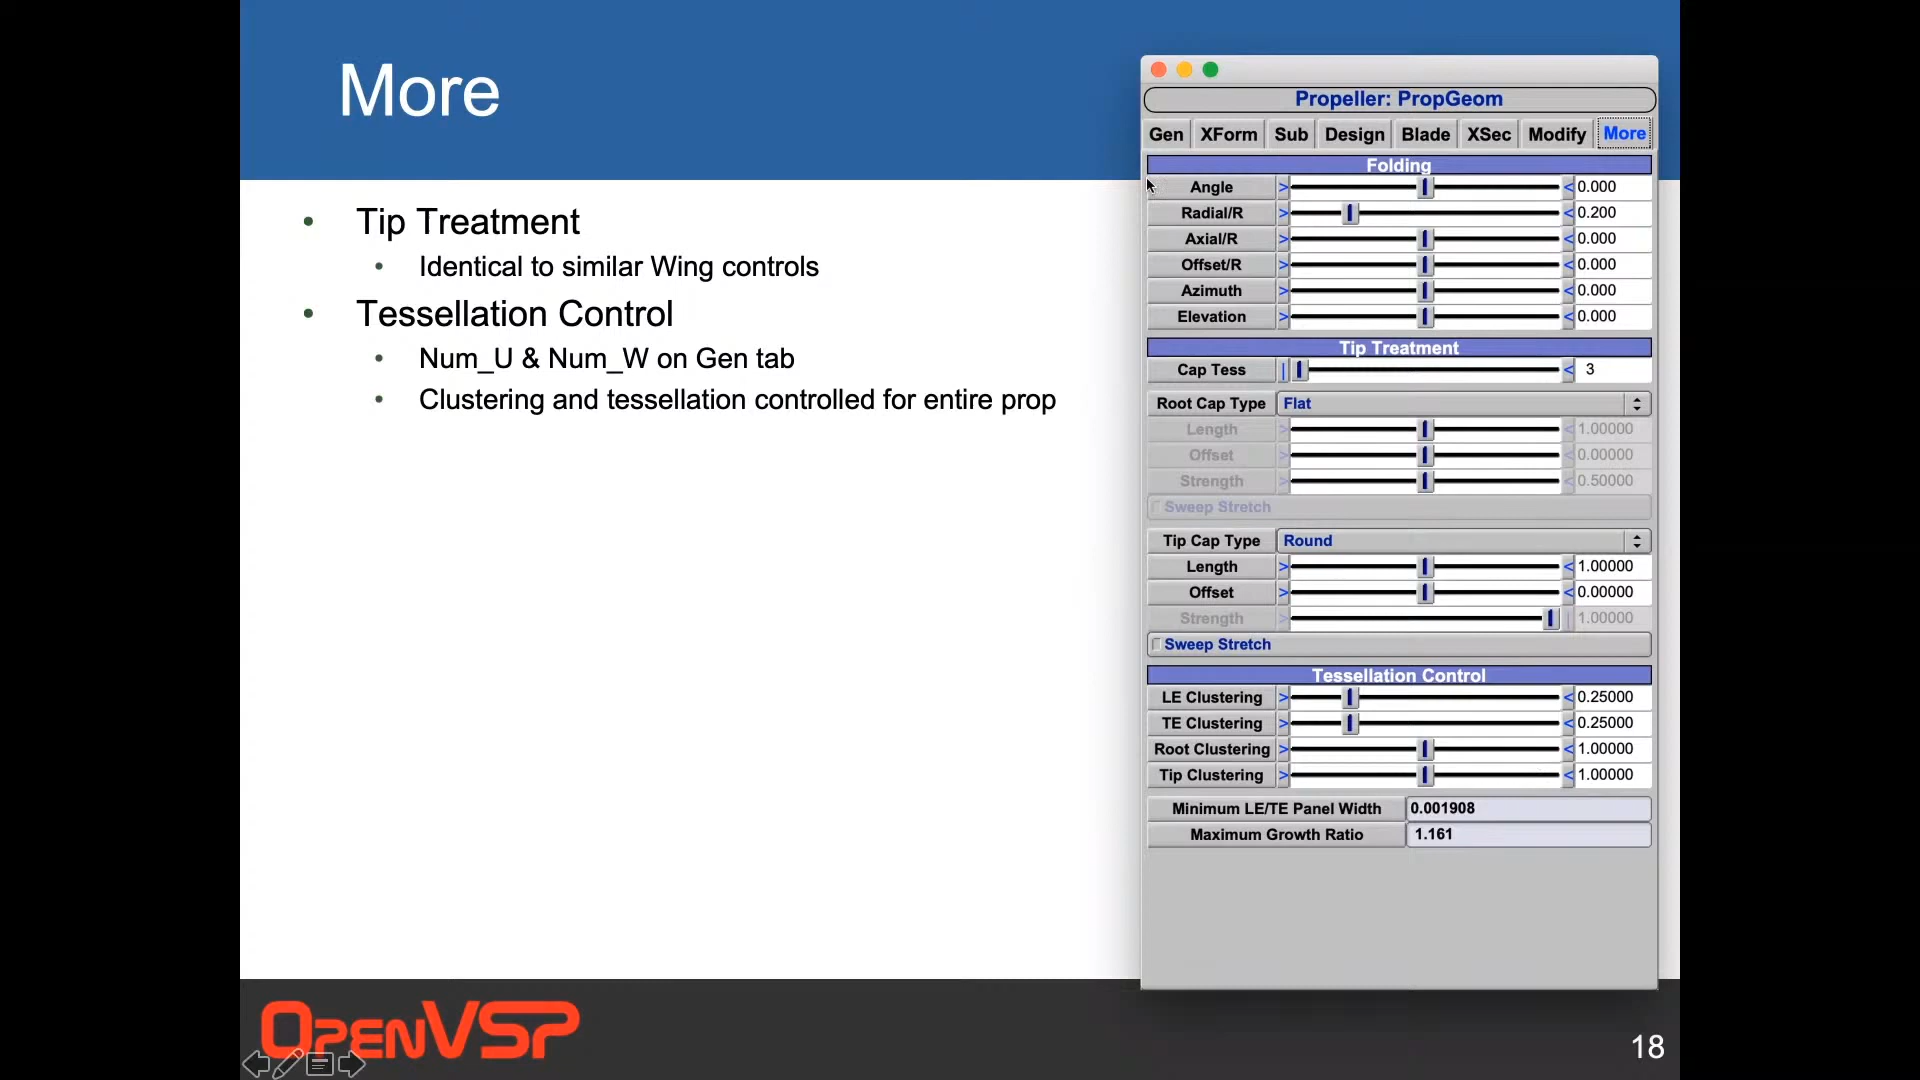 More
• Tip Treatment
• Identical to similar Wing controls
• Tessellation Control
• Num_U & Num_W on Gen tab
• Clustering and tessellation controlled for entire prop
Propeller: PropGeom
Gen XForm Sub Design Blade XSec Modify More
Folding
Angle > < 0.000
Radial/R > < 0.200
Axial/R > < 0.000
Offset/R > < 0.000
Azimuth > < 0.000
Elevation > < 0.000
Tip Treatment
Cap Tess | < 3
Root Cap Type Flat
Length > < 1.00000
Offset > < 0.00000
Strength > < 0.50000
Sweep Stretch
Tip Cap Type Round
Length > < 1.00000
Offset > < 0.00000
Strength > | 1.00000
Sweep Stretch
Tessellation Control
LE Clustering > < 0.25000
TE Clustering > < 0.25000
Root Clustering > < 1.00000
Tip Clustering > < 1.00000
Minimum LE/TE Panel Width 0.001908
Maximum Growth Ratio 1.161
OpenVSP
18